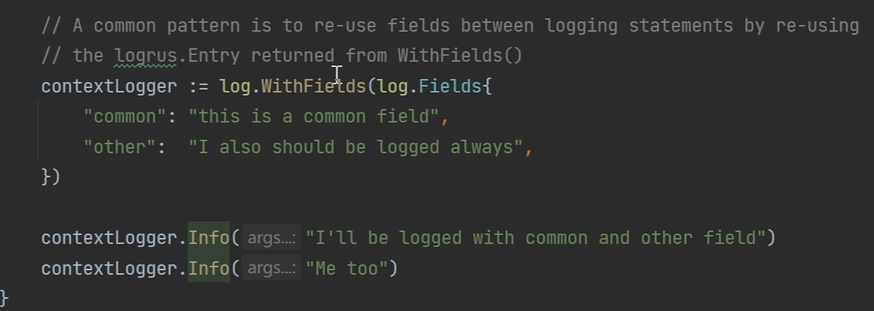 // A common pattern is to re-use fields between logging statements by re-using
// the logrus.Entry returned from WithFields()
contextLogger := log.WithFields(log.Fields{
    "common": "this is a common field",
    "other":  "I also should be logged always",
})

contextLogger.Info( args...: "I'll be logged with common and other field")
contextLogger.Info( args...: "Me too")
}